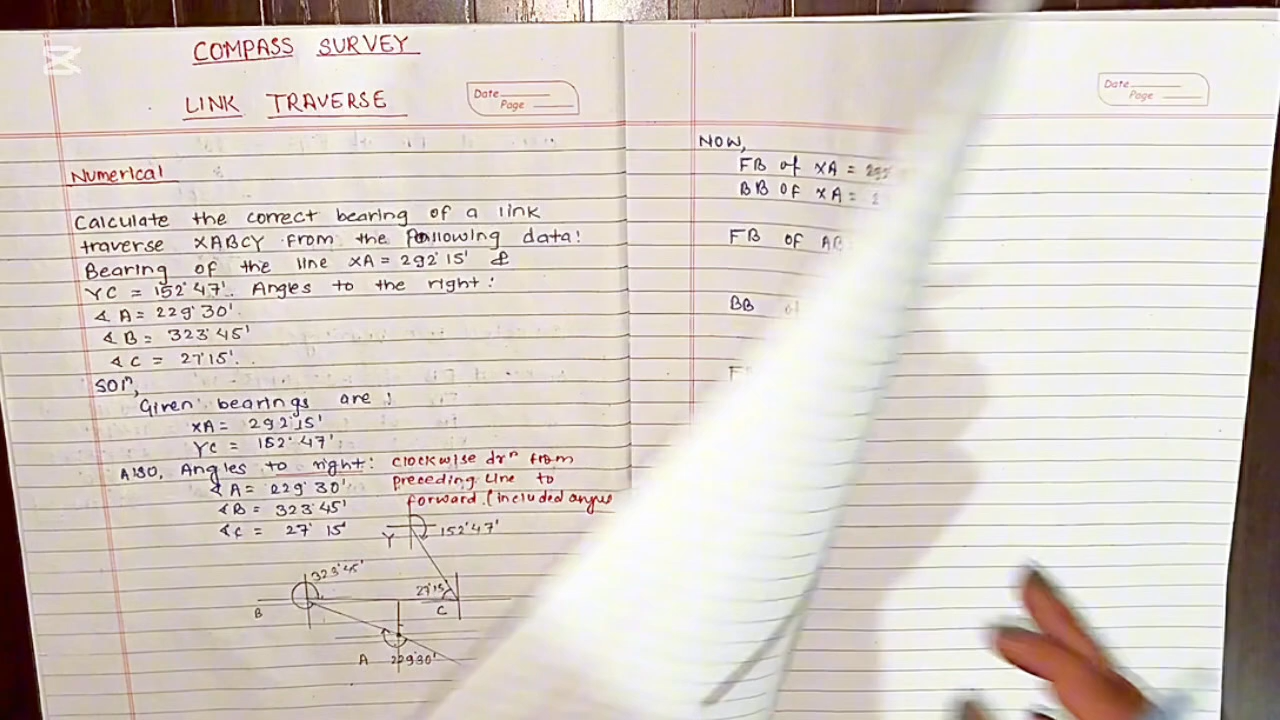 COMPASS SURVEY
LINK TRAVERSE
Date
Page
Numerical
Calculate the correct bearing of a link
traverse XABCY from the following data:
Bearing of the line XA = 292°15' &
YC = 152°47'. Angles to the right:
∡ A = 229°30'.
∡ B = 323°45'
∡ C = 27°15'.
Solⁿ,
Given bearings are :
XA = 292°15'
YC = 152°47'
Also, Angles to right: clockwise drⁿ from
preceding line to
forward. (included angle
∡ A = 229°30'
∡ B = 323°45'
∡ C = 27°15'
Y
152°47'
323°45'
B
27°15'
C
A
229°30'
Date
Page
NOW,
FB of XA =
BB of XA = 2
FB of AB
BB of